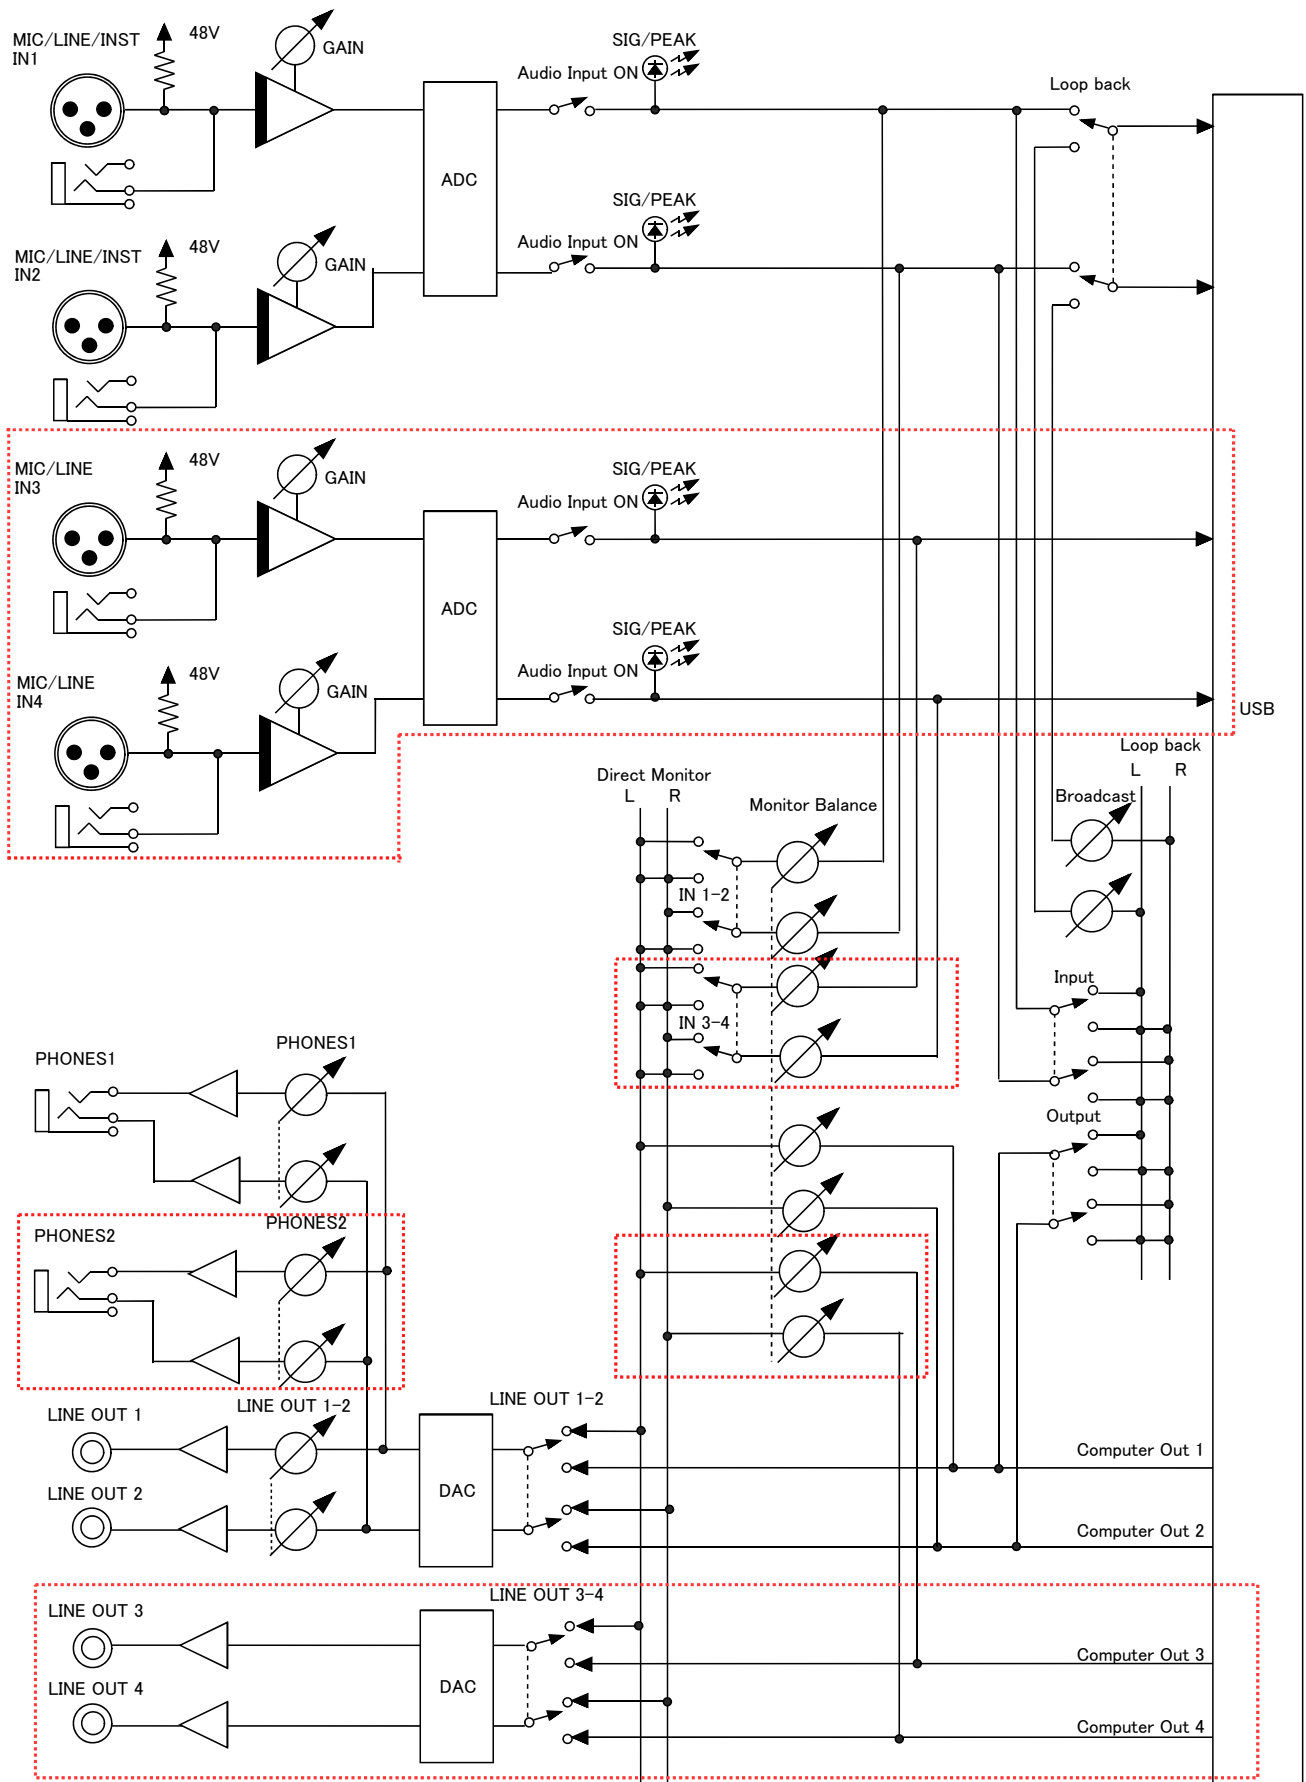 MIC/LINE/INST
IN1
48V
GAIN
SIG/PEAK
Audio Input ON
Loop back
ADC
MIC/LINE/INST
IN2
48V
GAIN
SIG/PEAK
Audio Input ON
MIC/LINE
IN3
48V
GAIN
SIG/PEAK
Audio Input ON
ADC
MIC/LINE
IN4
48V
GAIN
SIG/PEAK
Audio Input ON
USB
Loop back
L R
Direct Monitor
L R
Monitor Balance
Broadcast
IN 1-2
Input
IN 3-4
PHONES1
PHONES1
Output
PHONES2
PHONES2
LINE OUT 1
LINE OUT 1-2
LINE OUT 1-2
Computer Out 1
LINE OUT 2
DAC
Computer Out 2
LINE OUT 3
LINE OUT 3-4
Computer Out 3
LINE OUT 4
DAC
Computer Out 4